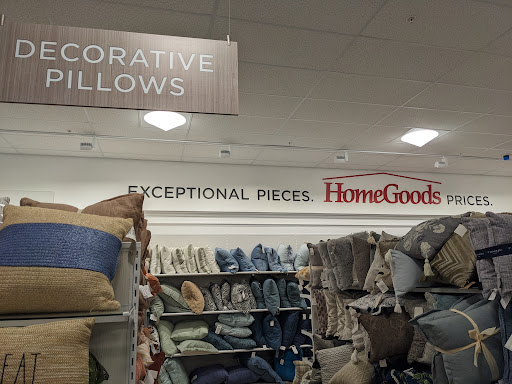 DECORATIVE
PILLOWS
EXCEPTIONAL PIECES. HomeGoods PRICES.
EAT